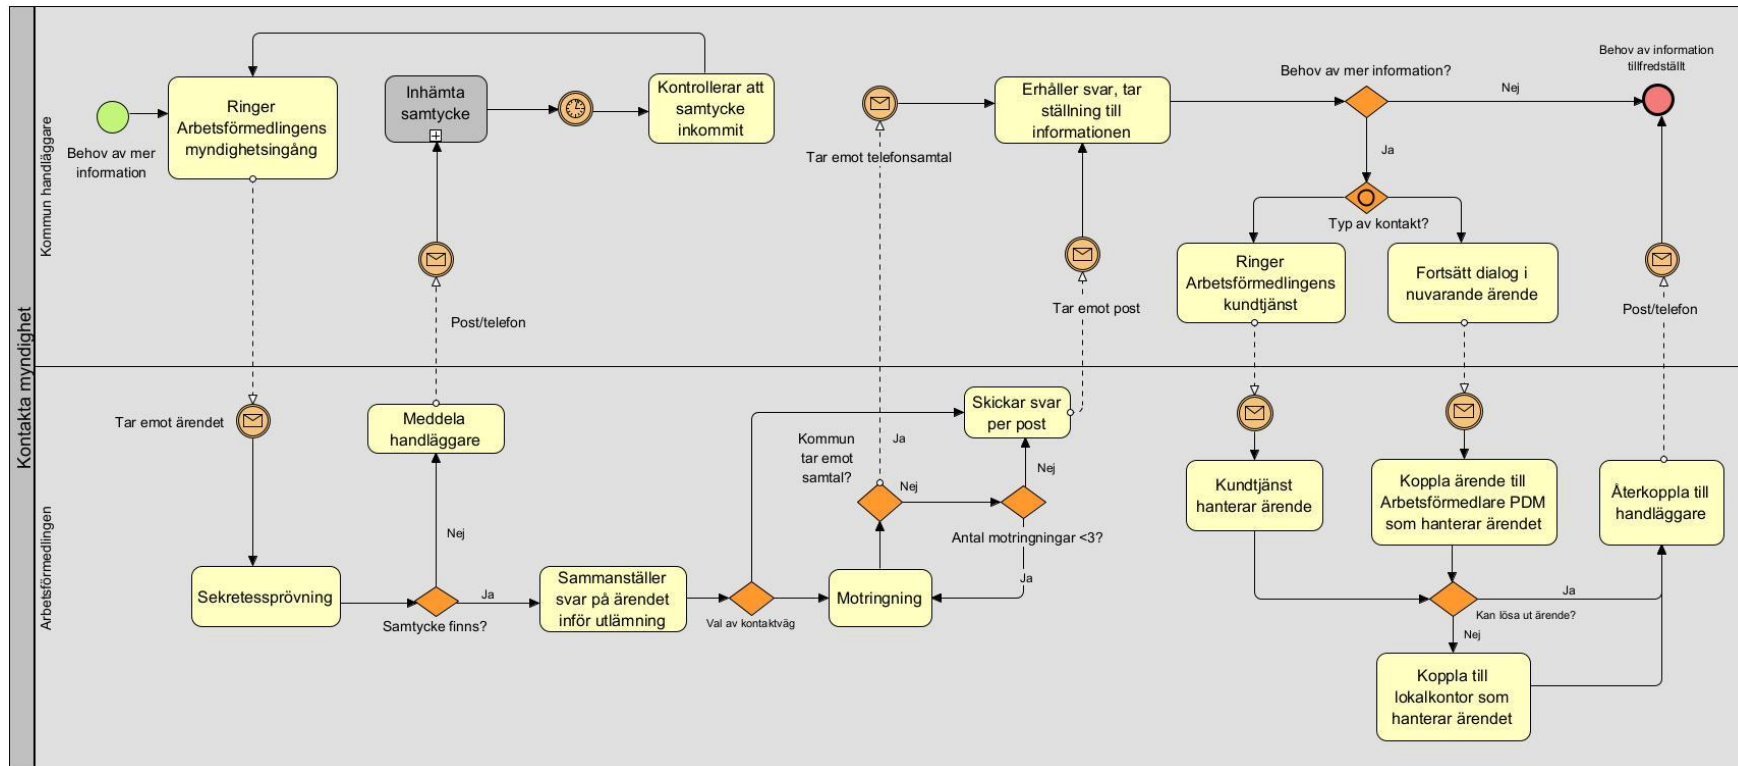 Kontakta myndighet
Kommun handläggare
Behov av mer
information
Ringer
Arbetsförmedlingens
myndighetsingång
Inhämta
samtycke
Kontrollerar att
samtycke
inkommit
Post/telefon
Tar emot telefonsamtal
Erhåller svar, tar
ställning till
informationen
Tar emot post
Behov av mer information?
Nej
Ja
Typ av kontakt?
Ringer
Arbetsförmedlingens
kundtjänst
Fortsätt dialog i
nuvarande ärende
Behov av information
tillfredställt
Post/telefon
Arbetsförmedlingen
Tar emot ärendet
Sekretessprövning
Meddela
handläggare
Nej
Samtycke finns?
Ja
Sammanställer
svar på ärendet
inför utlämning
Val av kontaktväg
Motringning
Kommun
tar emot
samtal?
Ja
Nej
Skickar svar
per post
Nej
Antal motringningar <3?
Ja
Kundtjänst
hanterar ärende
Koppla ärende till
Arbetsförmedlare PDM
som hanterar ärendet
Återkoppla till
handläggare
Ja
Kan lösa ut ärende?
Nej
Koppla till
lokalkontor som
hanterar ärendet